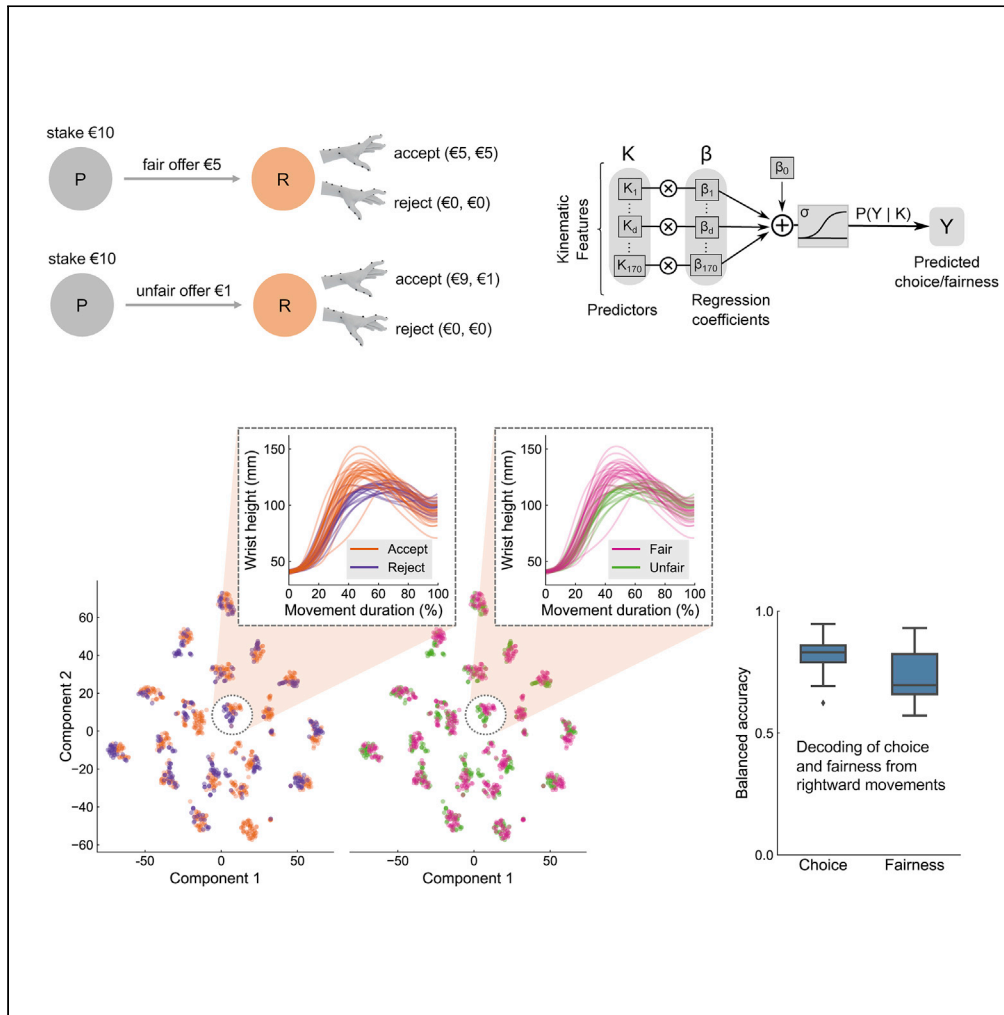 stake €10
P
fair offer €5
R
accept (€5, €5)
reject (€0, €0)
stake €10
P
unfair offer €1
R
accept (€9, €1)
reject (€0, €0)
Kinematic
Features
K
β
K1
Kd
K170
β1
βd
β170
β0
σ
P(Y | K)
Y
Predictors
Regression
coefficients
Predicted
choice/fairness
Wrist height (mm)
150
100
50
Accept
Reject
0 20 40 60 80 100
Movement duration (%)
Wrist height (mm)
150
100
50
Fair
Unfair
0 20 40 60 80 100
Movement duration (%)
Component 2
60
40
20
0
−20
−40
−60
−50 0 50
Component 1
−50 0 50
Component 1
Balanced accuracy
1.0
0.5
0.0
Decoding of choice
and fairness from
rightward movements
Choice Fairness